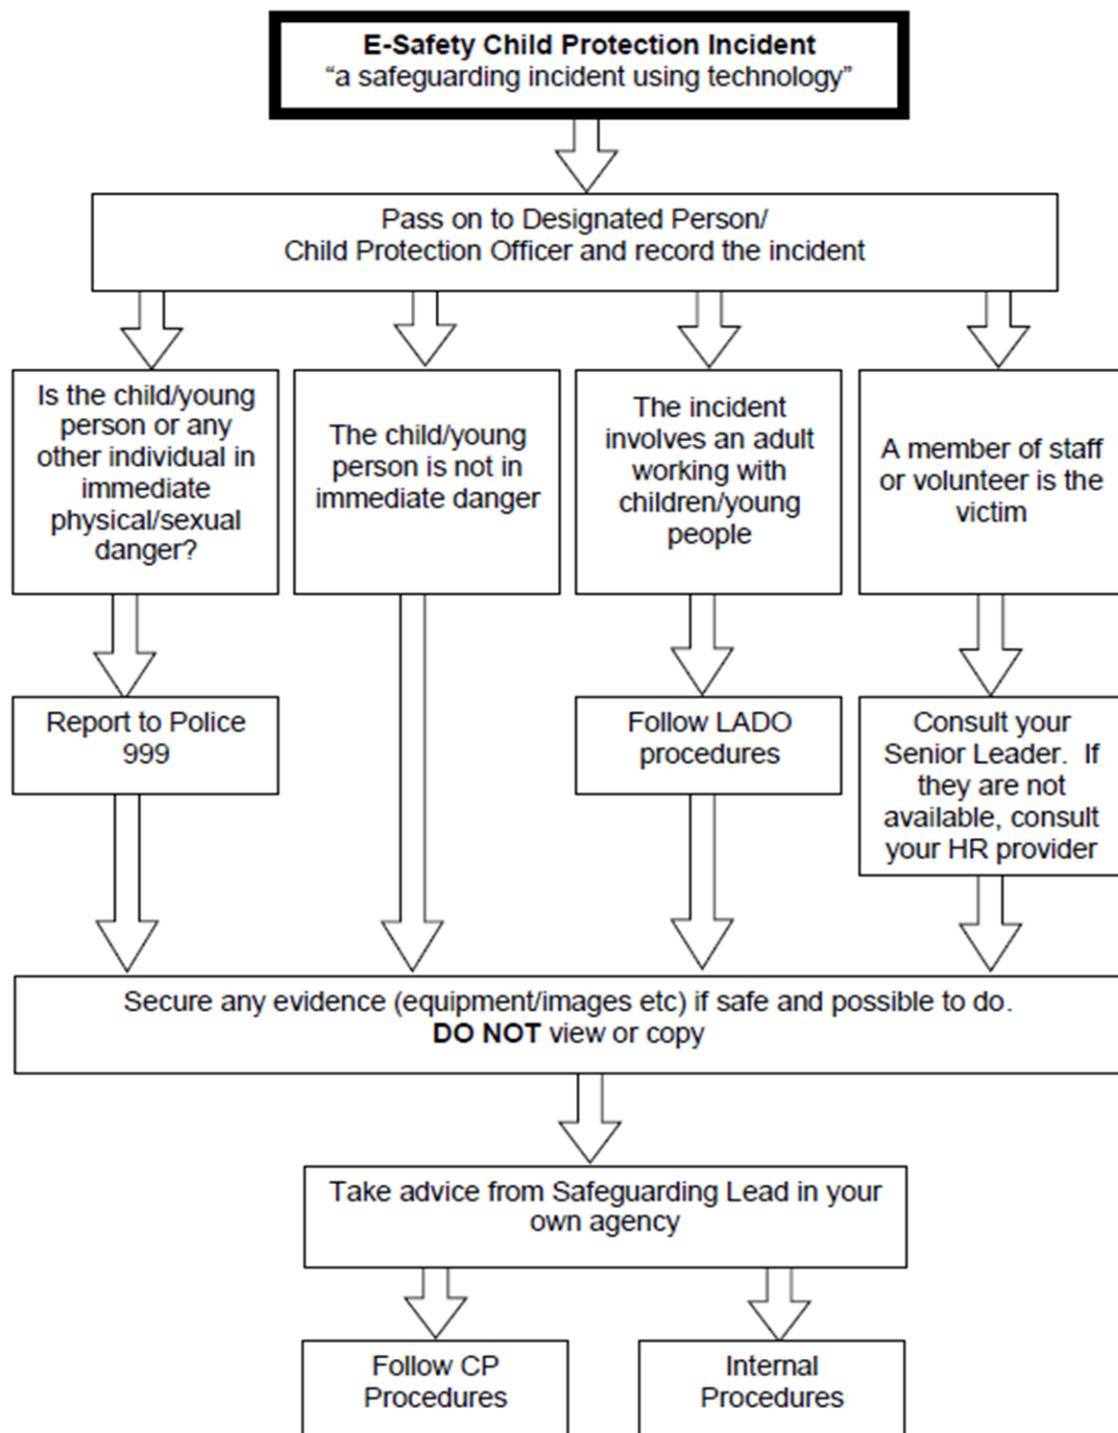 E-Safety Child Protection Incident
“a safeguarding incident using technology”
Pass on to Designated Person/
Child Protection Officer and record the incident
Is the child/young
person or any
other individual in
immediate
physical/sexual
danger?
The child/young
person is not in
immediate danger
The incident
involves an adult
working with
children/young
people
A member of staff
or volunteer is the
victim
Report to Police
999
Follow LADO
procedures
Consult your
Senior Leader.  If
they are not
available, consult
your HR provider
Secure any evidence (equipment/images etc) if safe and possible to do.
DO NOT view or copy
Take advice from Safeguarding Lead in your
own agency
Follow CP
Procedures
Internal
Procedures